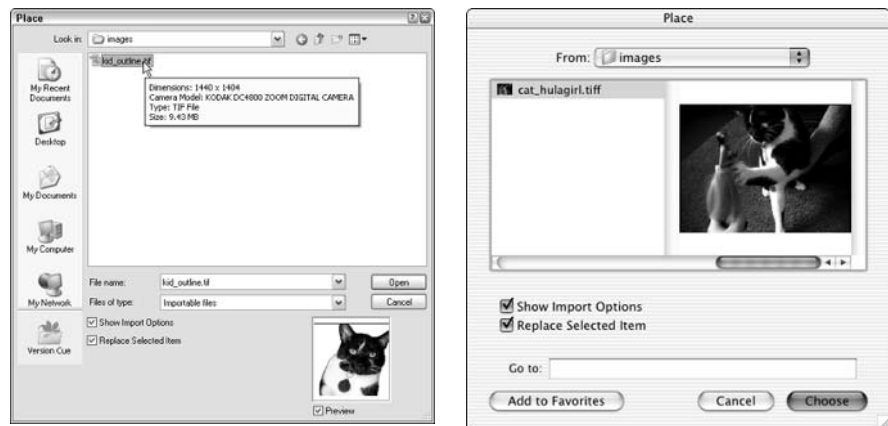 Place
Look in: images
kid_outline.tif
Dimensions: 1440 x 1404
Camera Model: KODAK DC4800 ZOOM DIGITAL CAMERA
Type: TIF File
Size: 9.43 MB
My Recent
Documents
Desktop
My Documents
My Computer
My Network
Version Cue
File name: kid_outline.tif Open
Files of type: Importable files Cancel
Show Import Options
Replace Selected Item
Preview
Place
From: images
cat_hulagirl.tiff
Show Import Options
Replace Selected Item
Go to:
Add to Favorites Cancel Choose